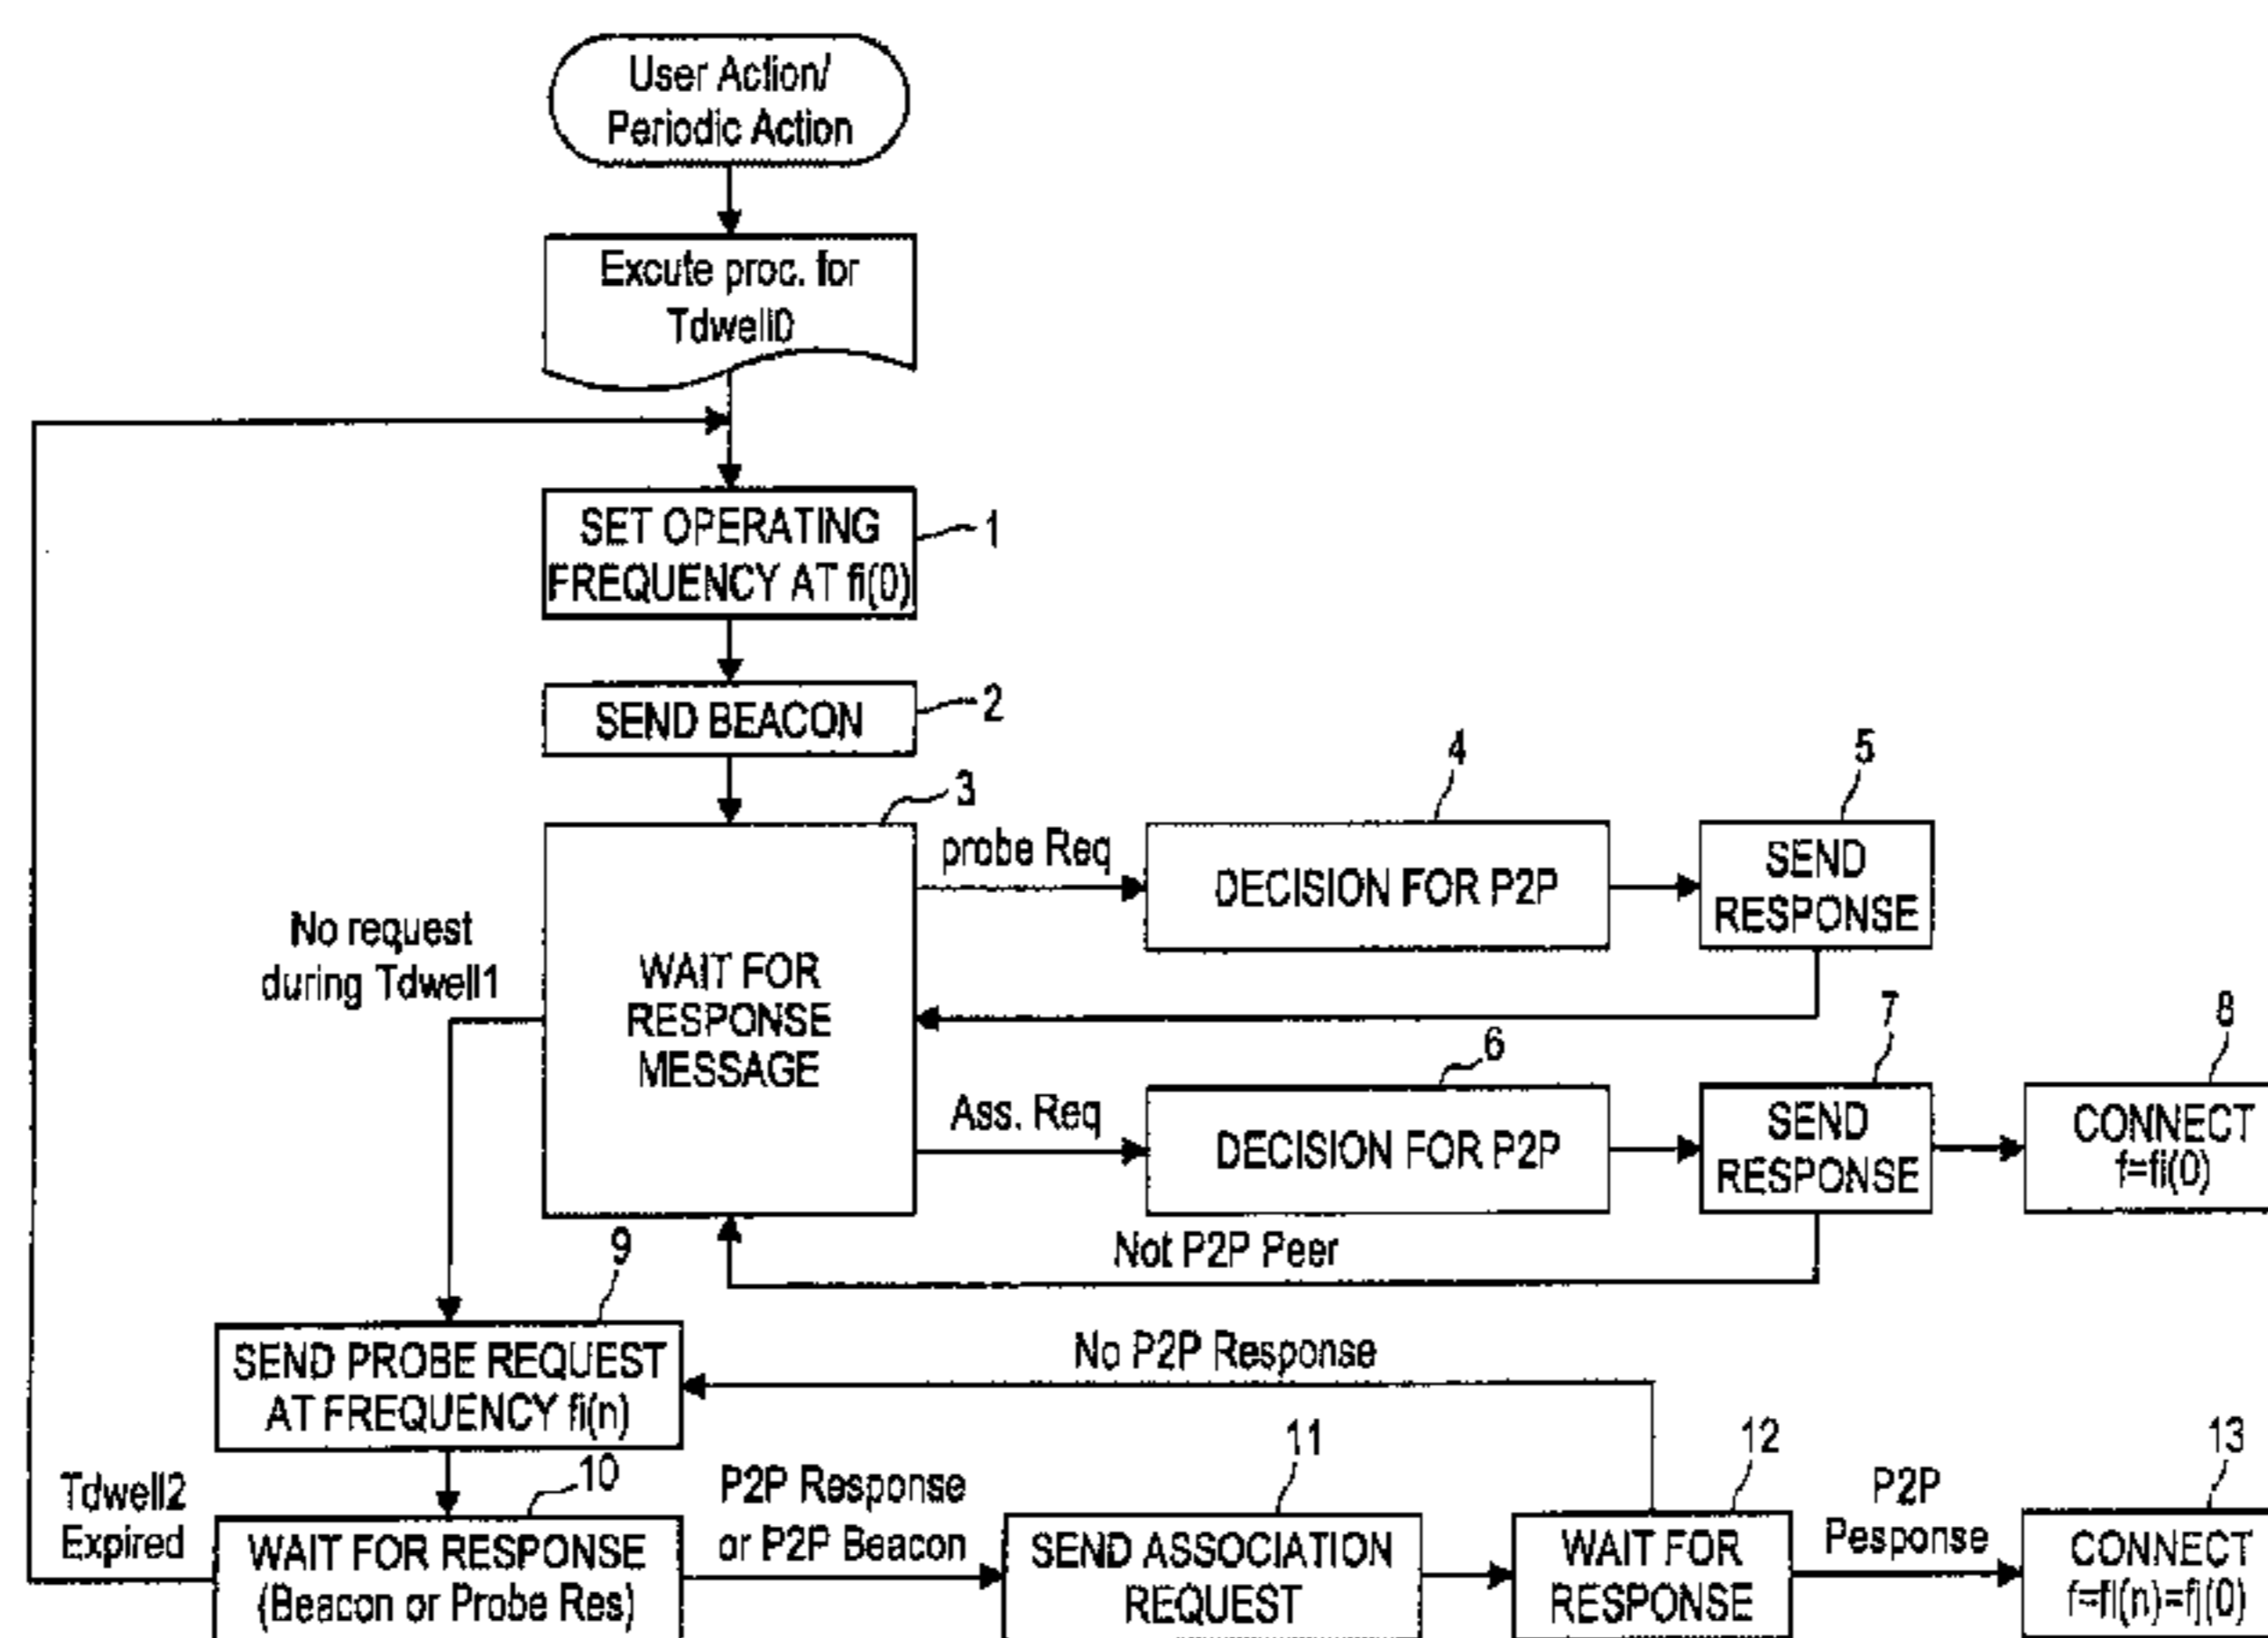 User Action/
Periodic Action
Excute proc. for
Tdwell0
SET OPERATING
FREQUENCY AT fi(0)
1
SEND BEACON
2
3
WAIT FOR
RESPONSE
MESSAGE
probe Req
4
DECISION FOR P2P
5
SEND
RESPONSE
No request
during Tdwell1
Ass. Req
6
DECISION FOR P2P
7
SEND
RESPONSE
8
CONNECT
f=fi(0)
Not P2P Peer
9
SEND PROBE REQUEST
AT FREQUENCY fi(n)
No P2P Response
Tdwell2
Expired
10
WAIT FOR RESPONSE
(Beacon or Probe Res)
P2P Response
or P2P Beacon
11
SEND ASSOCIATION
REQUEST
12
WAIT FOR
RESPONSE
P2P
Pesponse
13
CONNECT
f=fi(n)=fj(0)